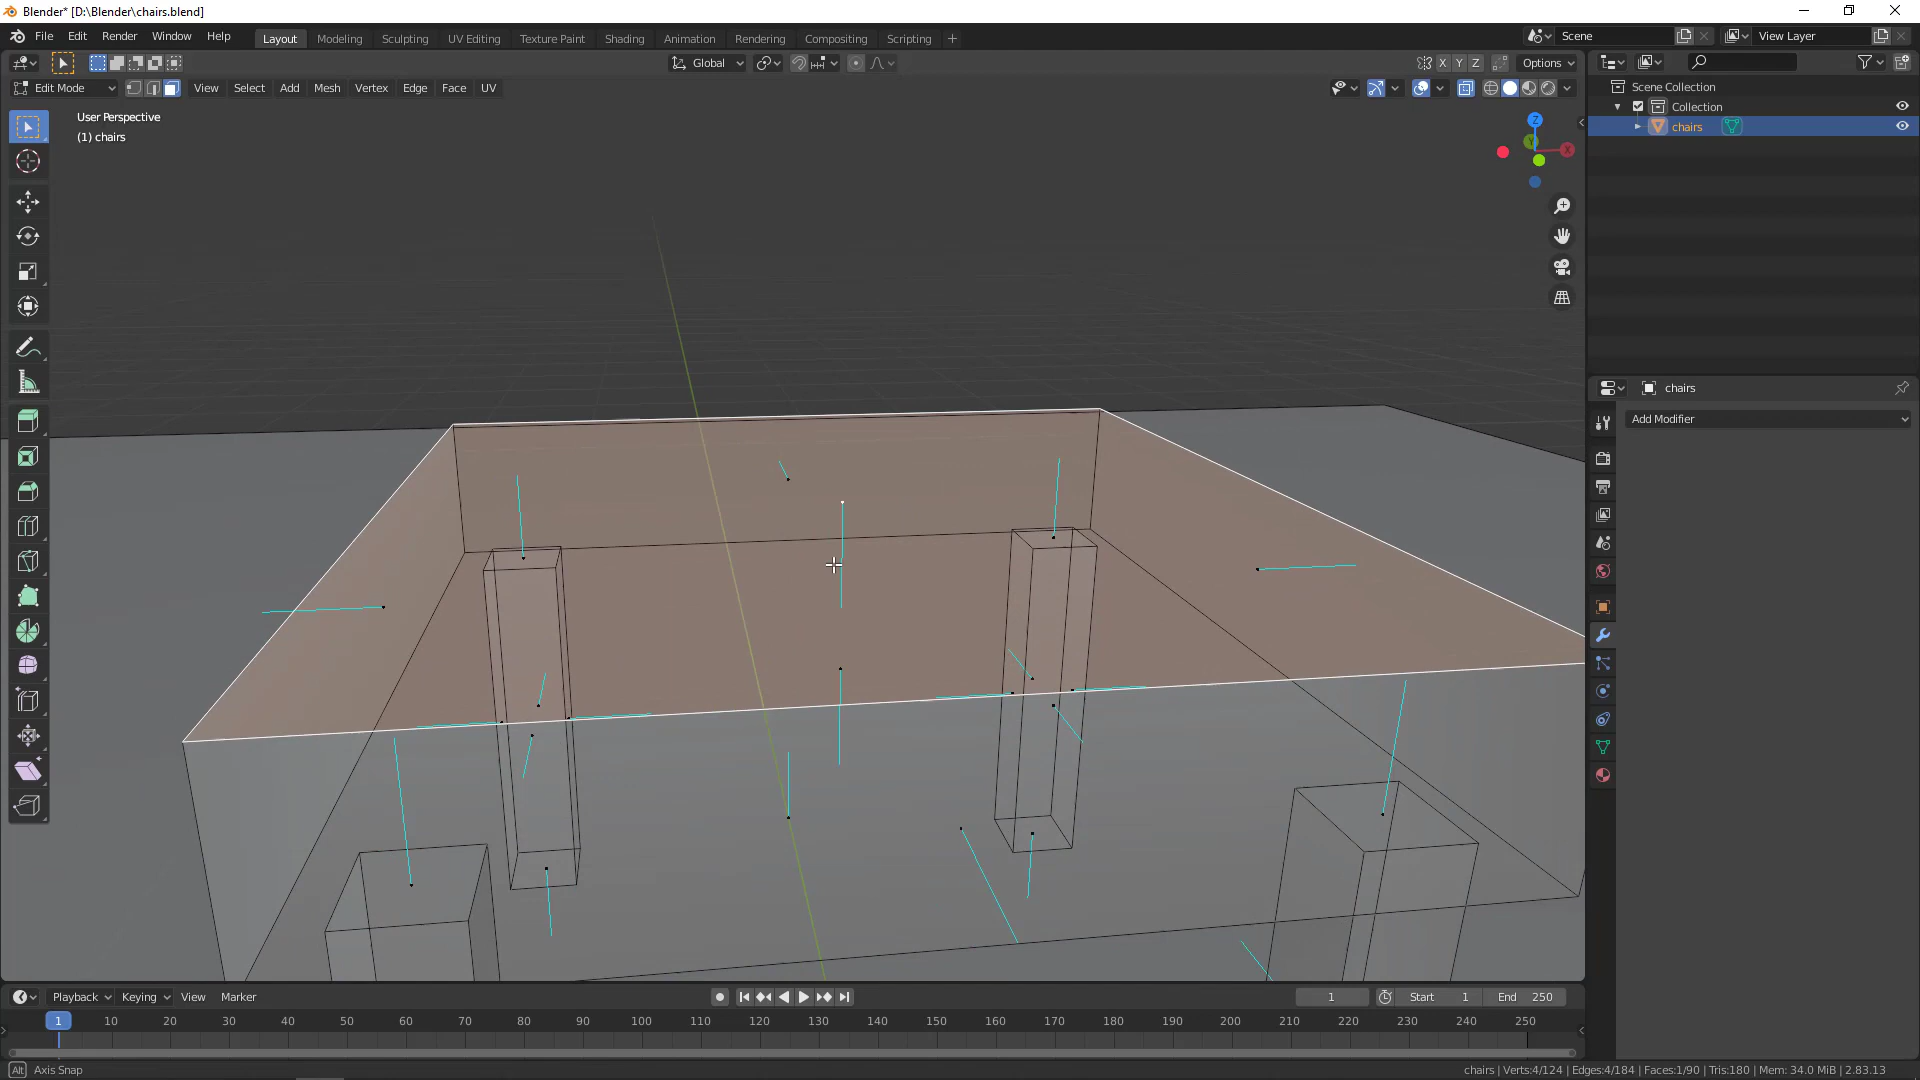 Blender* [D:\Blender\chairs.blend]
File Edit Render Window Help
Layout Modeling Sculpting UV Editing Texture Paint Shading Animation Rendering Compositing Scripting +
Scene
View Layer
Global
X Y Z
Options
Edit Mode
View Select Add Mesh Vertex Edge Face UV
User Perspective
(1) chairs
Z
Y
X
Scene Collection
Collection
chairs
chairs
Add Modifier
Playback Keying View Marker
1
Start 1
End 250
1 10 20 30 40 50 60 70 80 90 100 110 120 130 140 150 160 170 180 190 200 210 220 230 240 250
Alt Axis Snap
chairs | Verts:4/124 | Edges:4/184 | Faces:1/90 | Tris:180 | Mem: 34.0 MiB | 2.83.13